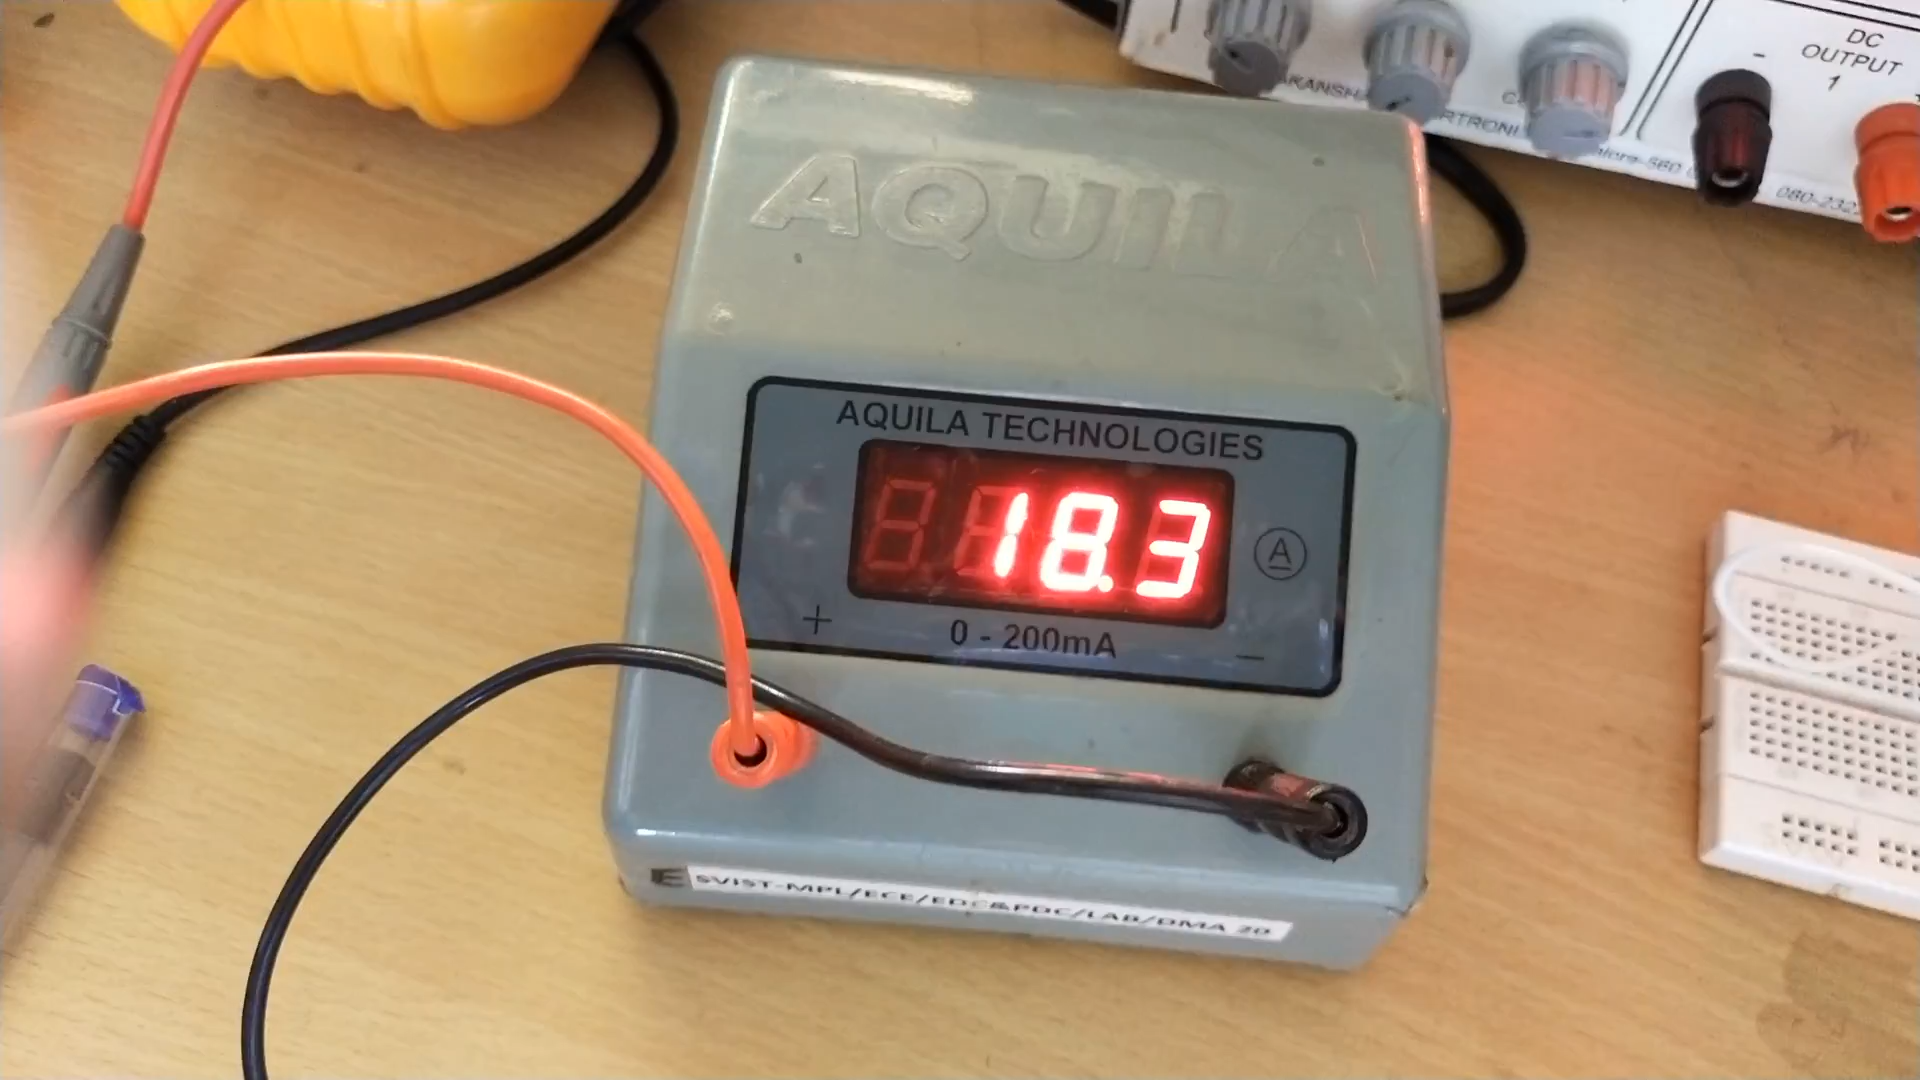 DC
OUTPUT
-
1
AQUILA
AQUILA TECHNOLOGIES
18.3
A
+
0 - 200mA
-
SVIST-MPL/ECE/EDC&PDC/LAB/DMA 20